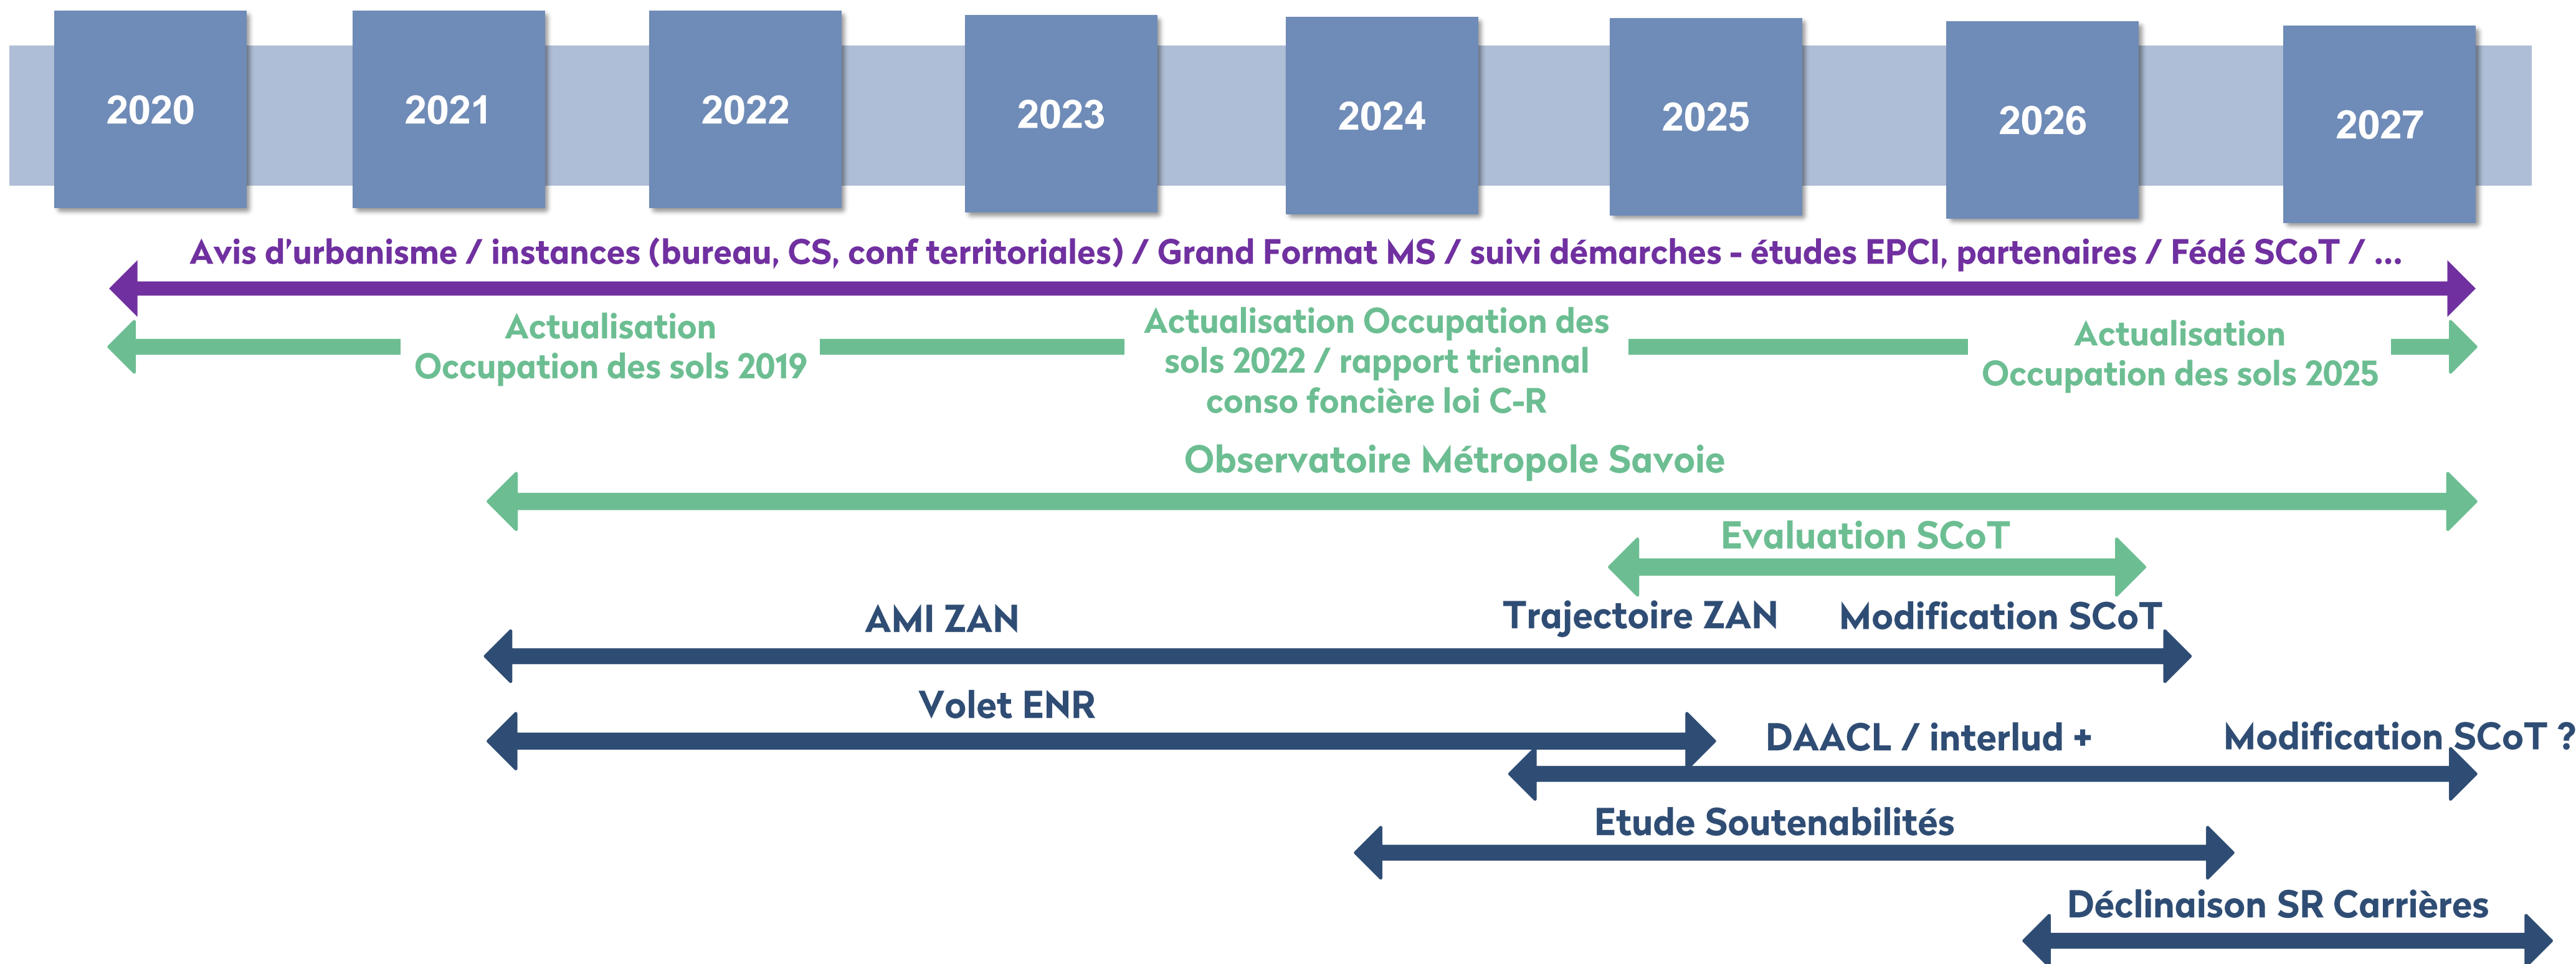 2020
2021
2022
2023
2024
2025
2026
2027
Avis d'urbanisme / instances (bureau, CS, conf territoriales) / Grand Format MS / suivi démarches - études EPCI, partenaires / Fédé SCoT / ...
Actualisation
Occupation des sols 2019
Actualisation Occupation des
sols 2022 / rapport triennal
conso foncière loi C-R
Actualisation
Occupation des sols 2025
Observatoire Métropole Savoie
Evaluation SCoT
AMI ZAN
Trajectoire ZAN
Modification SCoT
Volet ENR
DAACL / interlud +
Modification SCoT ?
Etude Soutenabilités
Déclinaison SR Carrières